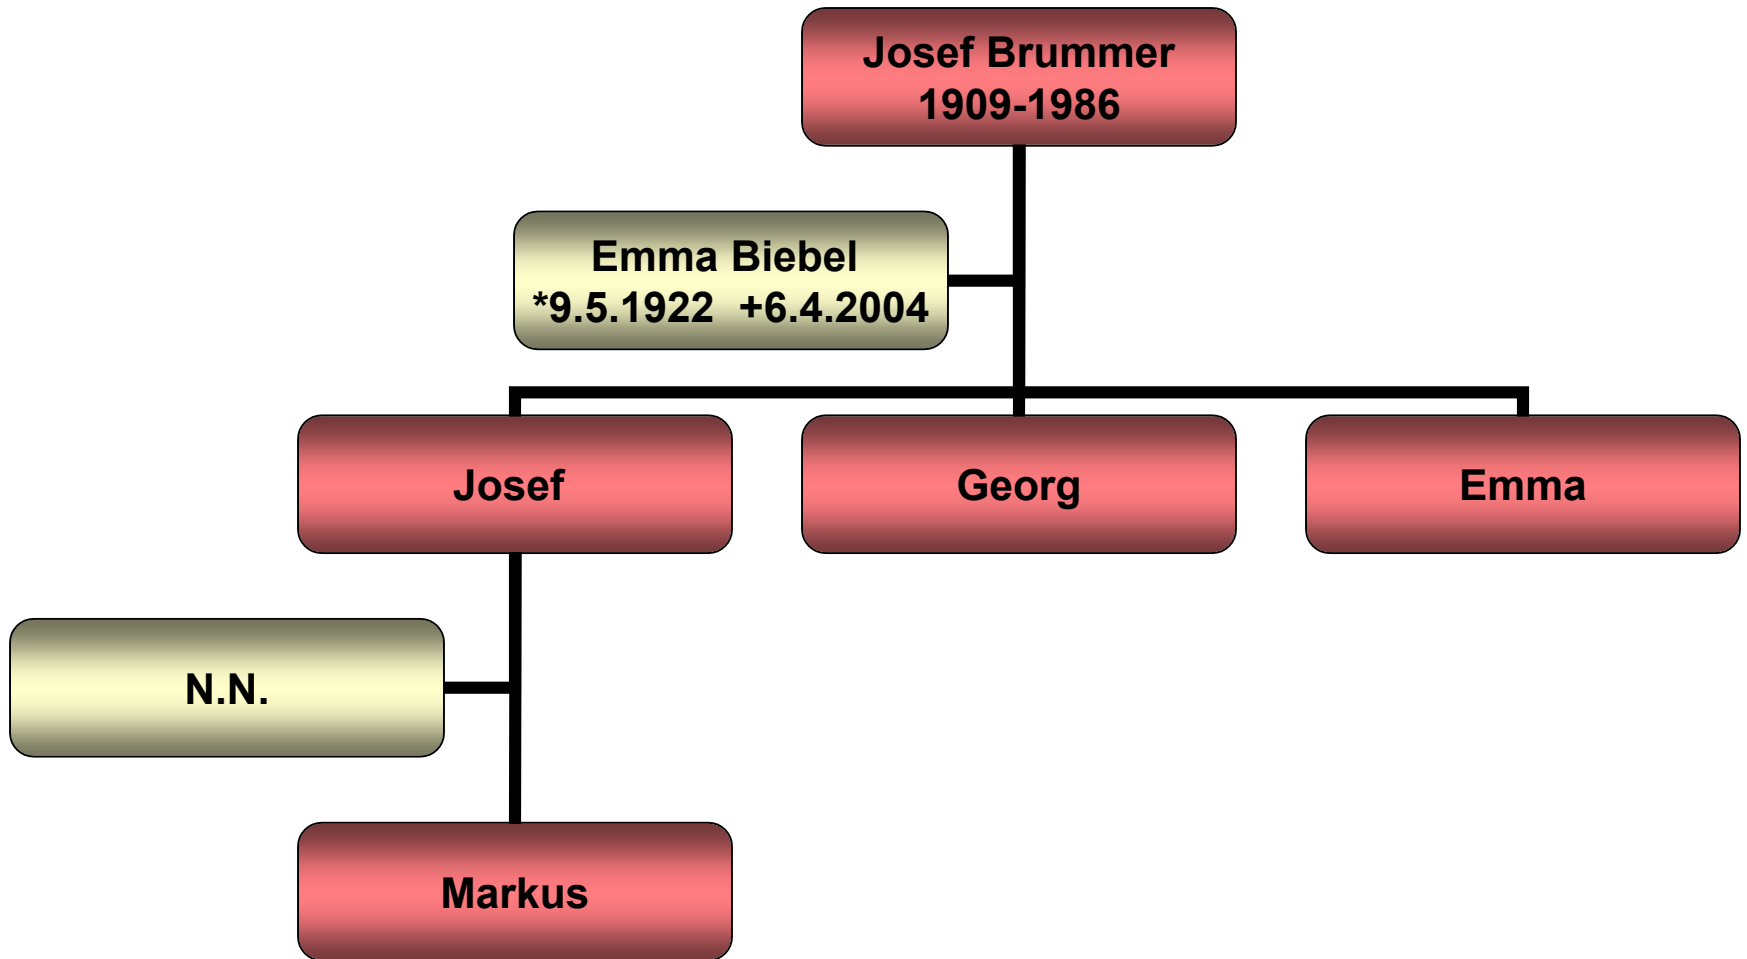 Josef Brummer
1909-1986
Emma Biebel
*9.5.1922  +6.4.2004
Josef
Georg
Emma
N.N.
Markus